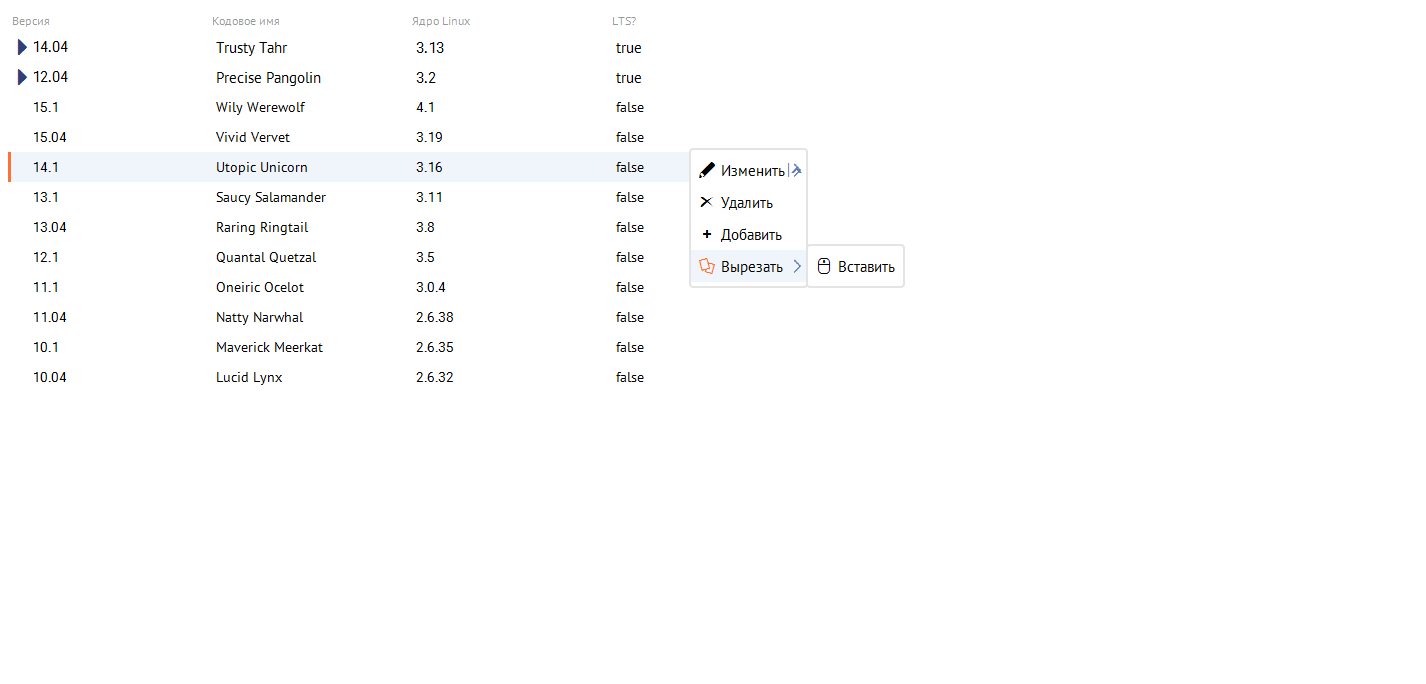 Версия Кодовое имя Ядро Linux LTS?
14.04 Trusty Tahr 3.13 true
12.04 Precise Pangolin 3.2 true
15.1 Wily Werewolf 4.1 false
15.04 Vivid Vervet 3.19 false
14.1 Utopic Unicorn 3.16 false
Изменить
13.1 Saucy Salamander 3.11 false
Удалить
13.04 Raring Ringtail 3.8 false
Добавить
12.1 Quantal Quetzal 3.5 false
Вырезать Вставить
11.1 Oneiric Ocelot 3.0.4 false
11.04 Natty Narwhal 2.6.38 false
10.1 Maverick Meerkat 2.6.35 false
10.04 Lucid Lynx 2.6.32 false